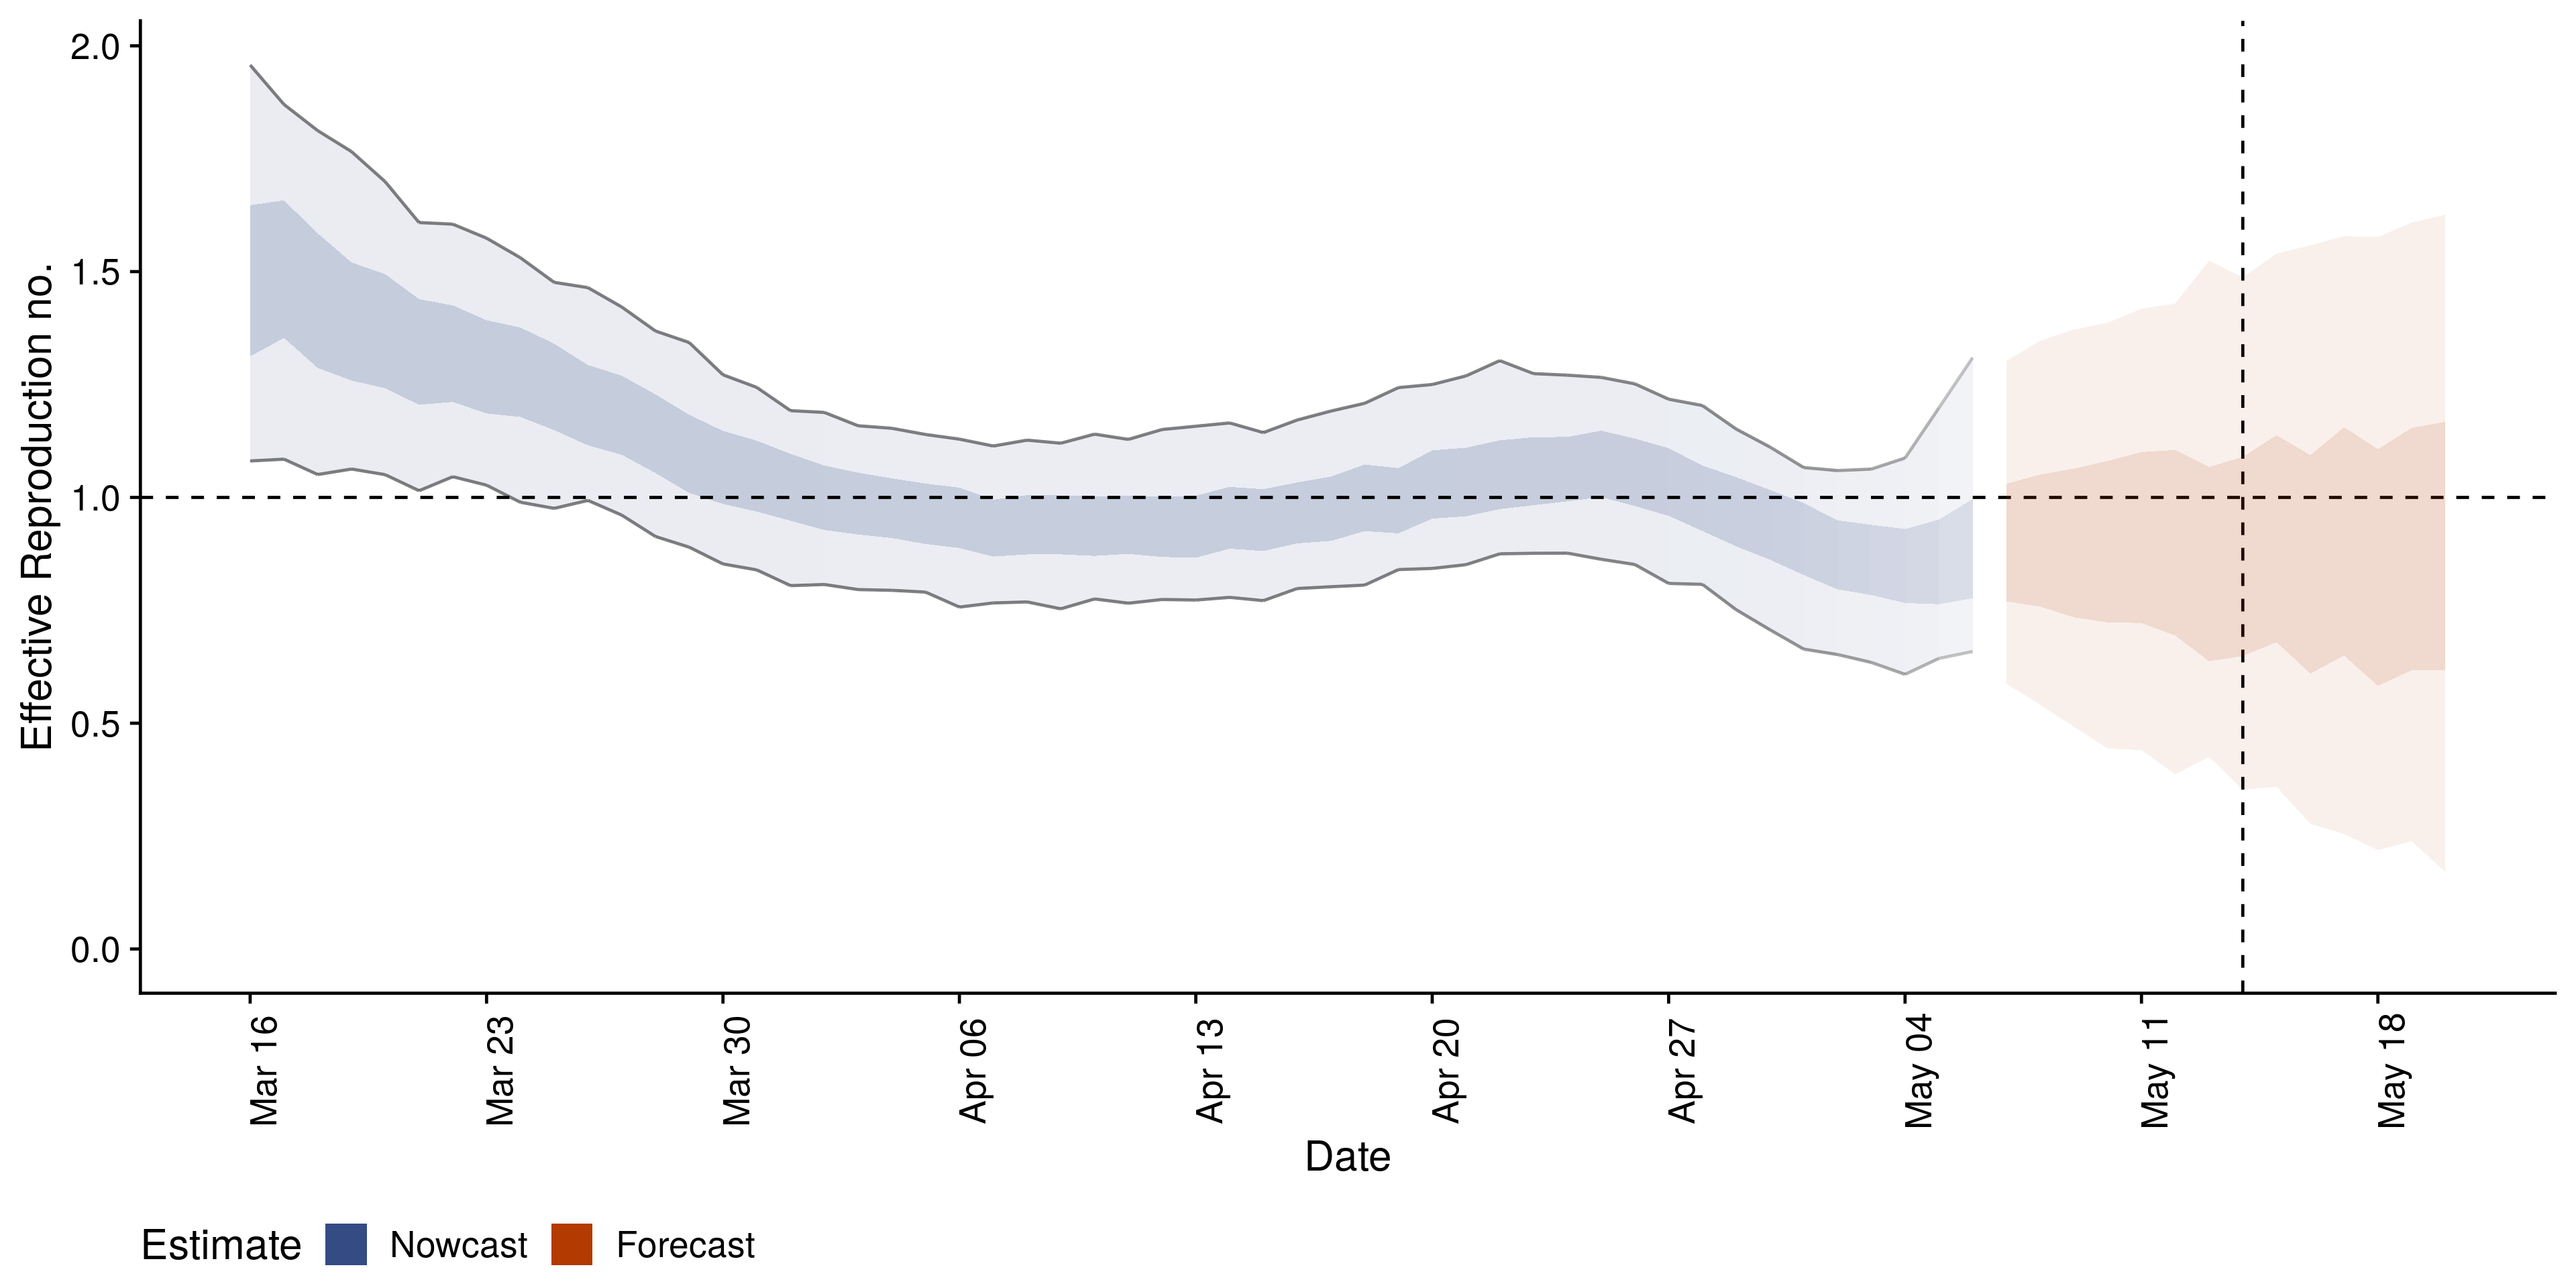 Effective Reproduction no.
2.0
1.5
1.0
0.5
0.0
Mar 16
Mar 23
Mar 30
Apr 06
Apr 13
Apr 20
Apr 27
May 04
May 11
May 18
Date
Estimate Nowcast Forecast